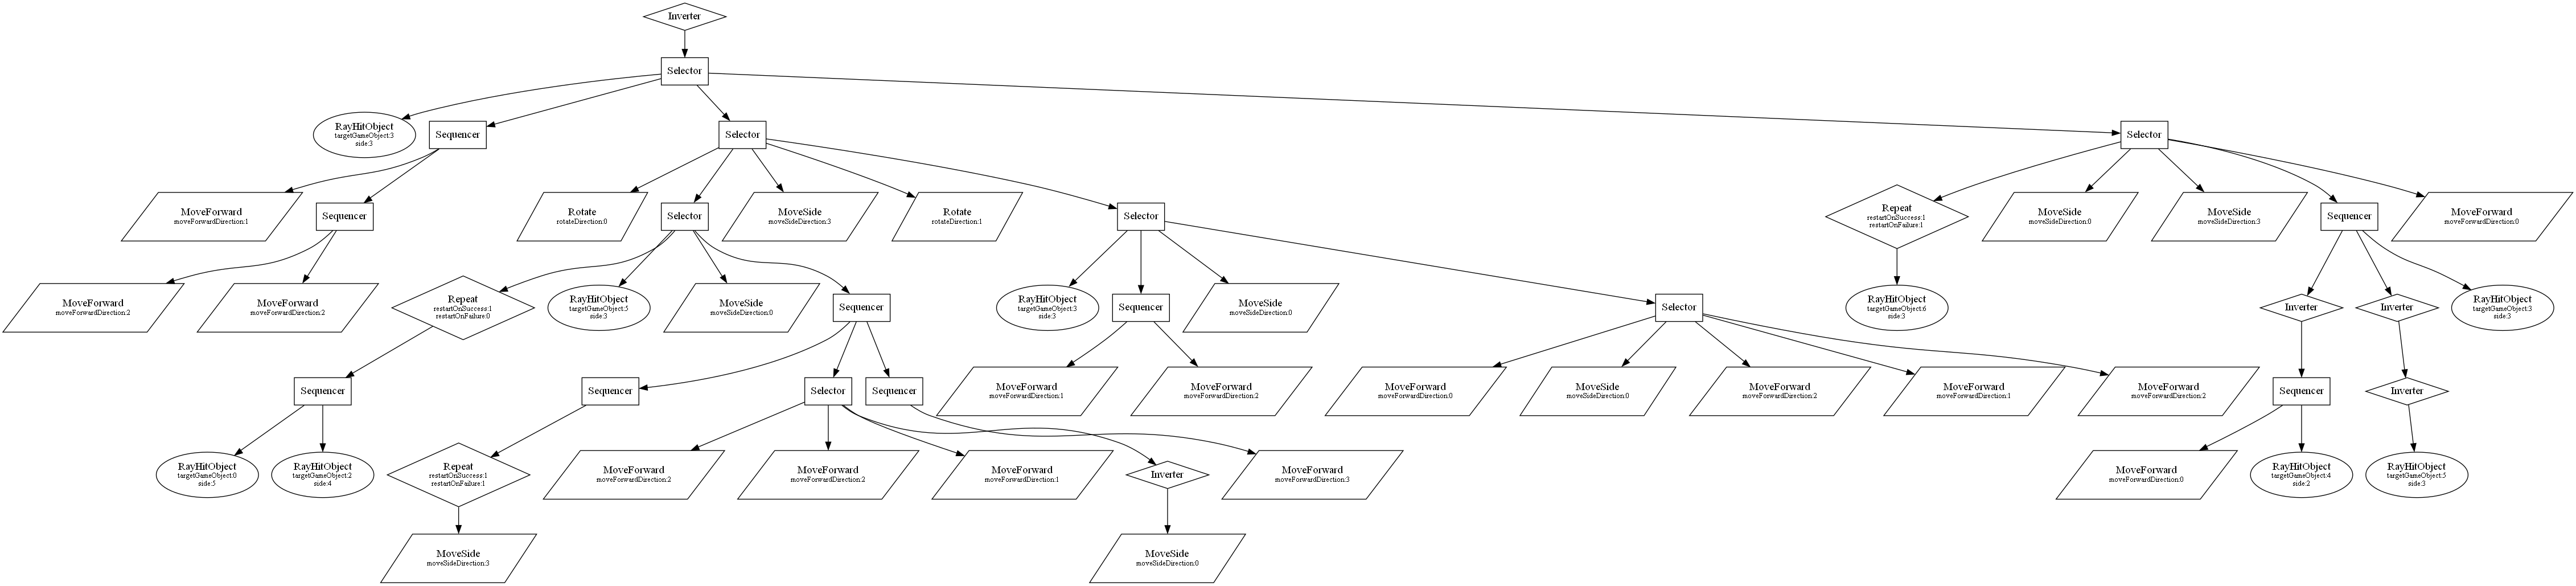 Inverter
Selector
RayHitObject
targetGameObject:3
side:3
Sequencer
Selector
Selector
MoveForward
moveForwardDirection:1
Sequencer
Rotate
rotateDirection:0
Selector
MoveSide
moveSideDirection:3
Rotate
rotateDirection:1
Selector
Repeat
restartOnSuccess:1
restartOnFailure:1
MoveSide
moveSideDirection:0
MoveSide
moveSideDirection:3
Sequencer
MoveForward
moveForwardDirection:0
MoveForward
moveForwardDirection:2
MoveForward
moveForwardDirection:2
Repeat
restartOnSuccess:1
restartOnFailure:0
RayHitObject
targetGameObject:5
side:3
MoveSide
moveSideDirection:0
Sequencer
RayHitObject
targetGameObject:3
side:3
Sequencer
MoveSide
moveSideDirection:0
Selector
RayHitObject
targetGameObject:6
side:3
Inverter
Inverter
RayHitObject
targetGameObject:3
side:3
Sequencer
Sequencer
Selector
Sequencer
MoveForward
moveForwardDirection:1
MoveForward
moveForwardDirection:2
MoveForward
moveForwardDirection:0
MoveSide
moveSideDirection:0
MoveForward
moveForwardDirection:2
MoveForward
moveForwardDirection:1
MoveForward
moveForwardDirection:2
Sequencer
Inverter
RayHitObject
targetGameObject:0
side:5
RayHitObject
targetGameObject:2
side:4
Repeat
restartOnSuccess:1
restartOnFailure:1
MoveForward
moveForwardDirection:2
MoveForward
moveForwardDirection:2
MoveForward
moveForwardDirection:1
Inverter
MoveForward
moveForwardDirection:3
MoveForward
moveForwardDirection:0
RayHitObject
targetGameObject:4
side:2
RayHitObject
targetGameObject:5
side:3
MoveSide
moveSideDirection:3
MoveSide
moveSideDirection:0